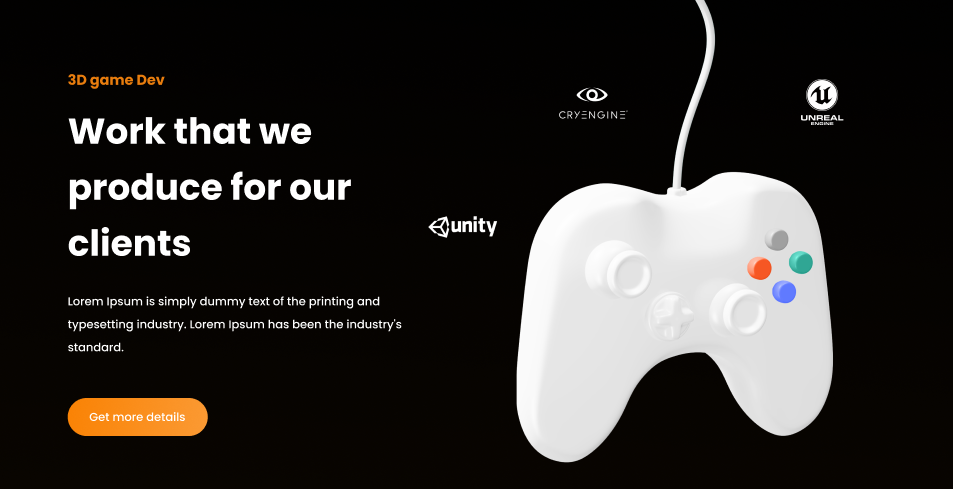 3D game Dev
Work that we
produce for our
clients
Lorem Ipsum is simply dummy text of the printing and
typesetting industry. Lorem Ipsum has been the industry's
standard.
Get more details
CRYENGINE
UNREAL
ENGINE
unity